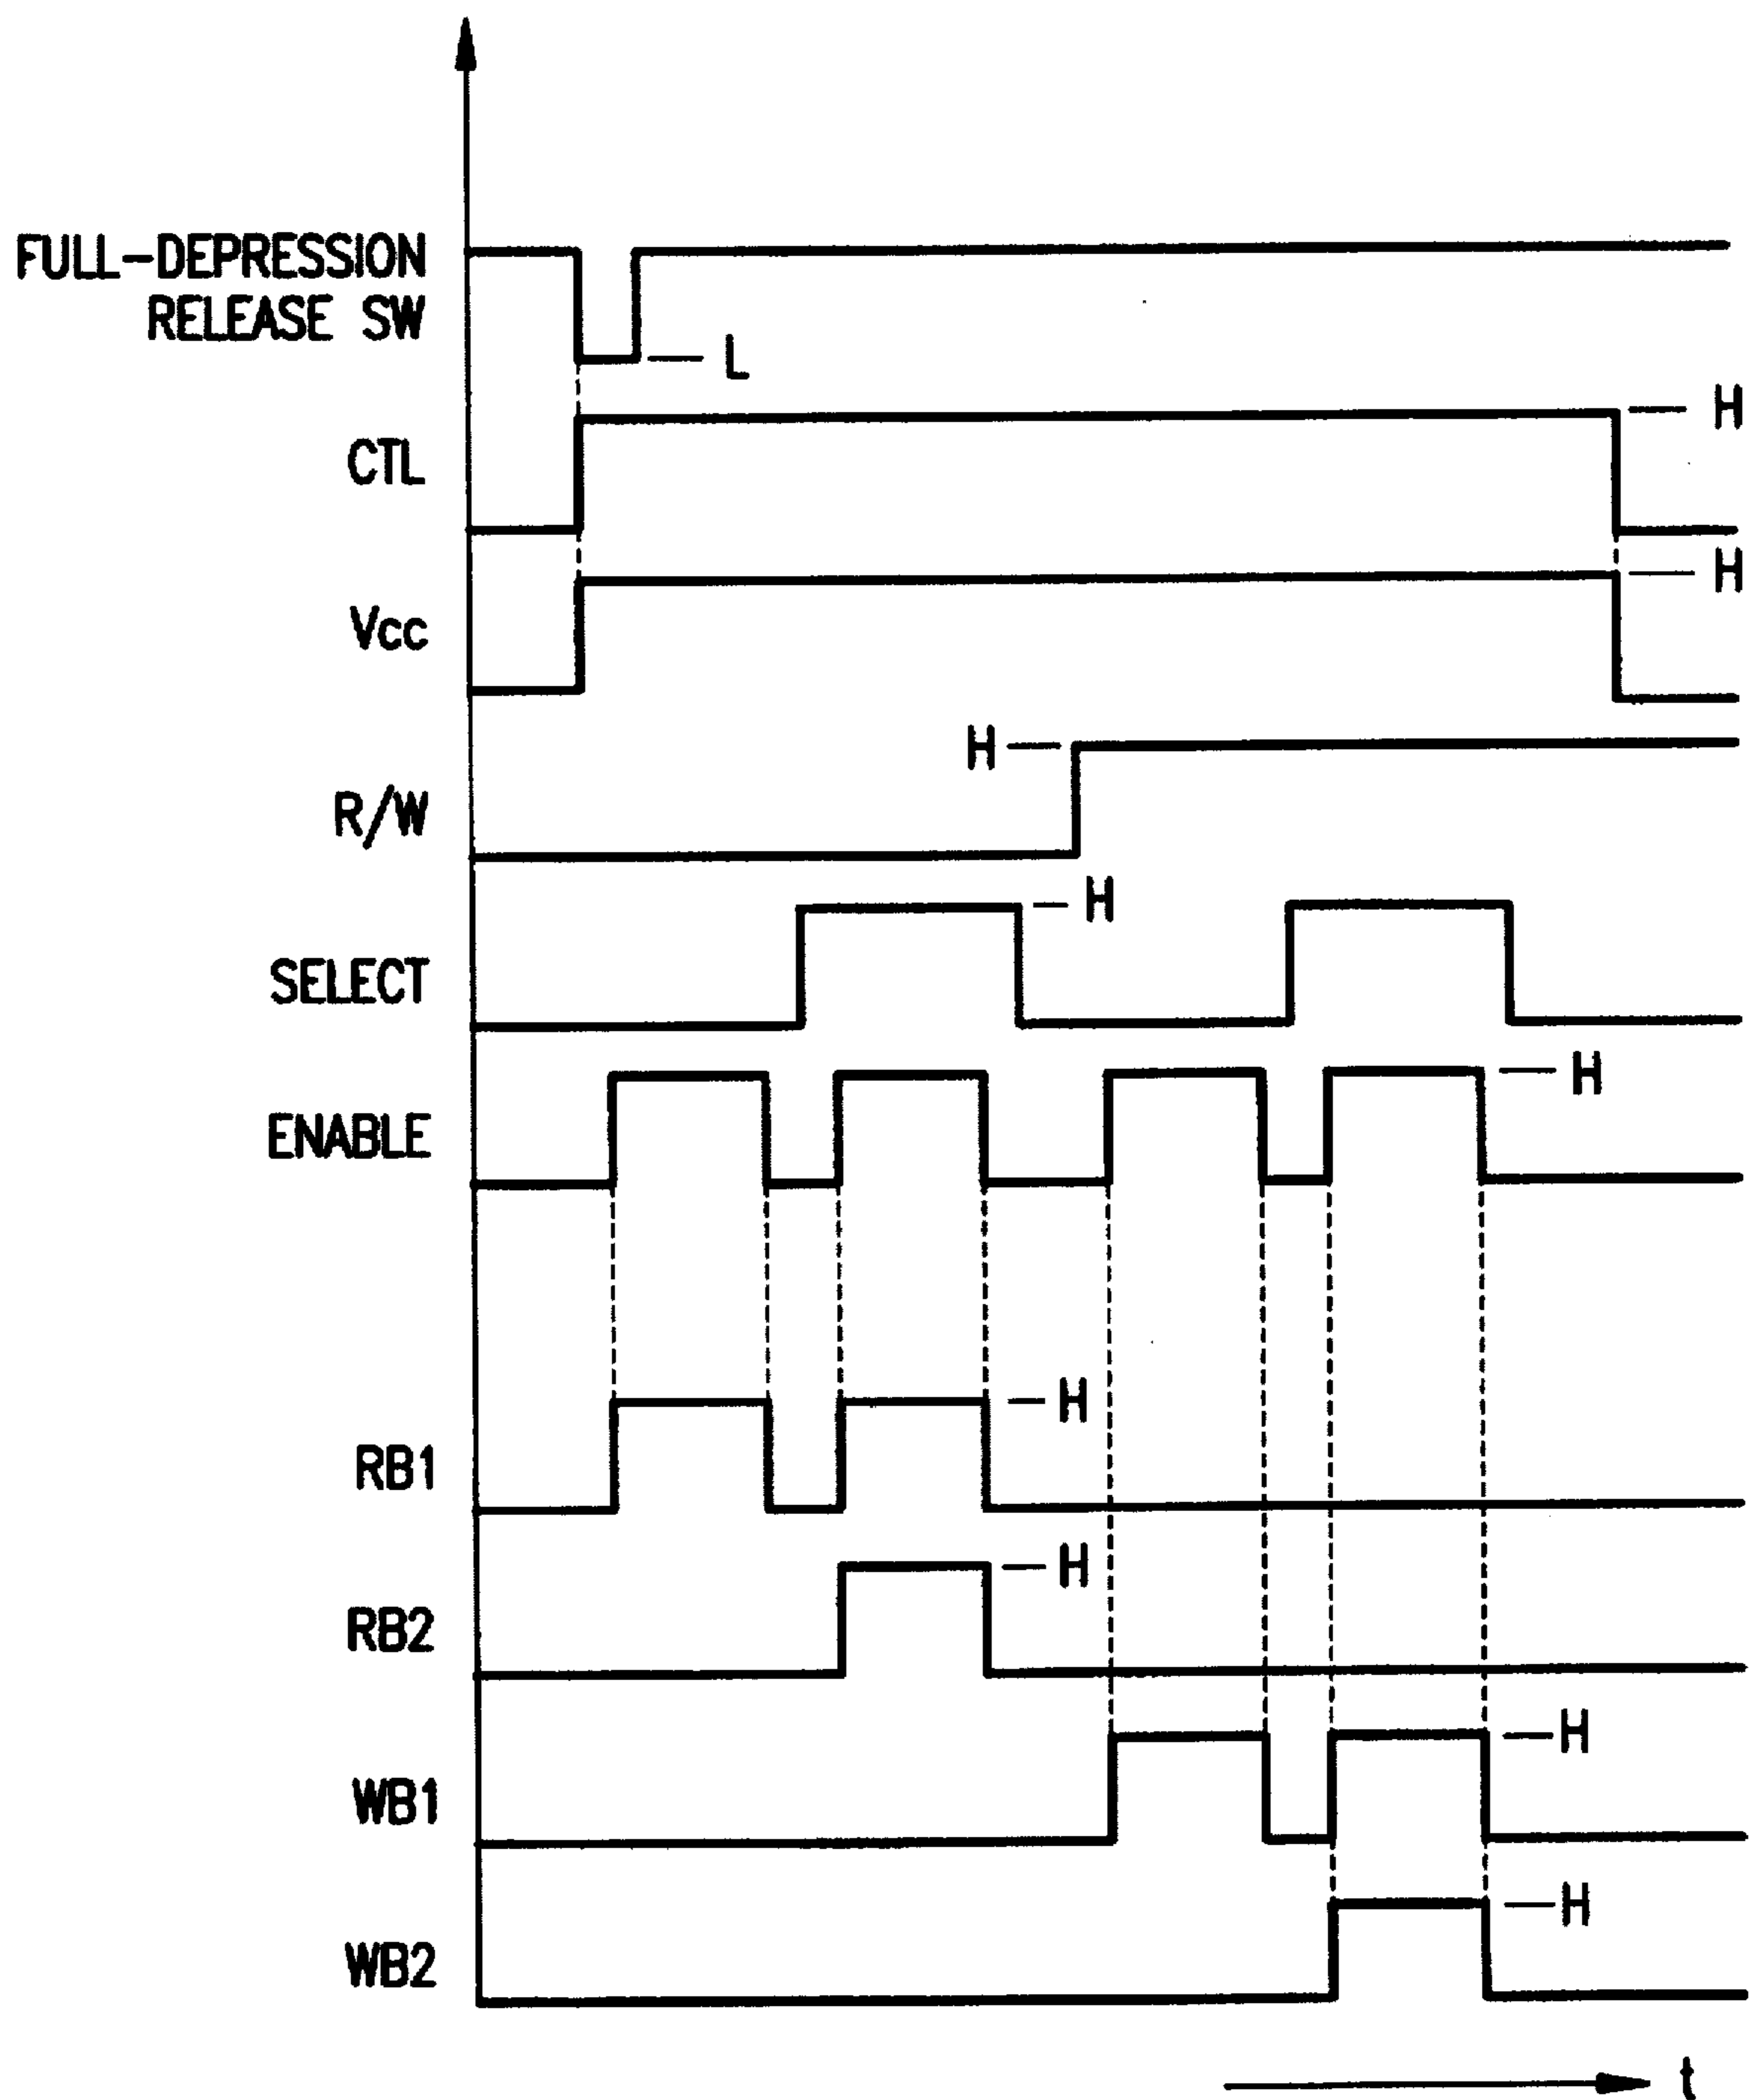 FULL-DEPRESSION
RELEASE SW
L
CTL
H
Vcc
H
R/W
H
SELECT
H
ENABLE
H
RB1
H
RB2
H
WB1
H
WB2
H
t